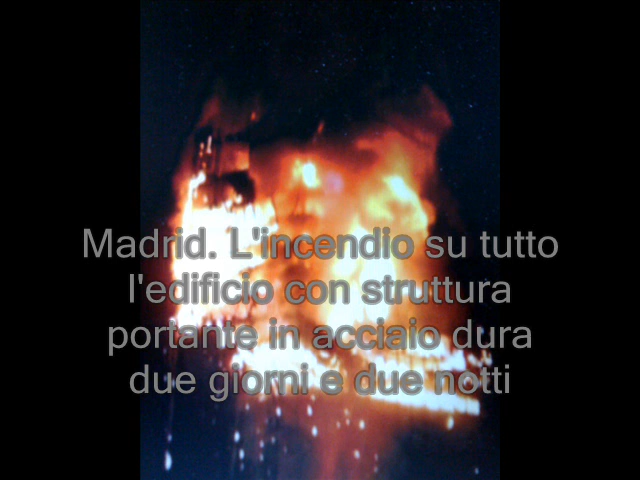 Madrid. L'incendio su tutto
l'edificio con struttura
portante in acciaio dura
due giorni e due notti